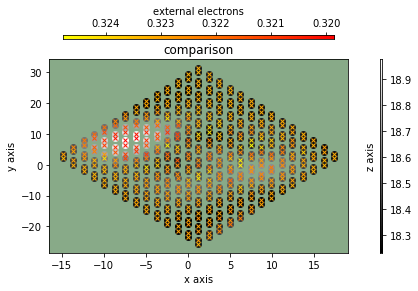 external electrons
0.324 0.323 0.322 0.321 0.320
comparison
30
20
10
0
−10
−20
y axis
−15 −10 −5 0 5 10 15
x axis
18.9
18.8
18.7
18.6
18.5
18.4
18.3
z axis